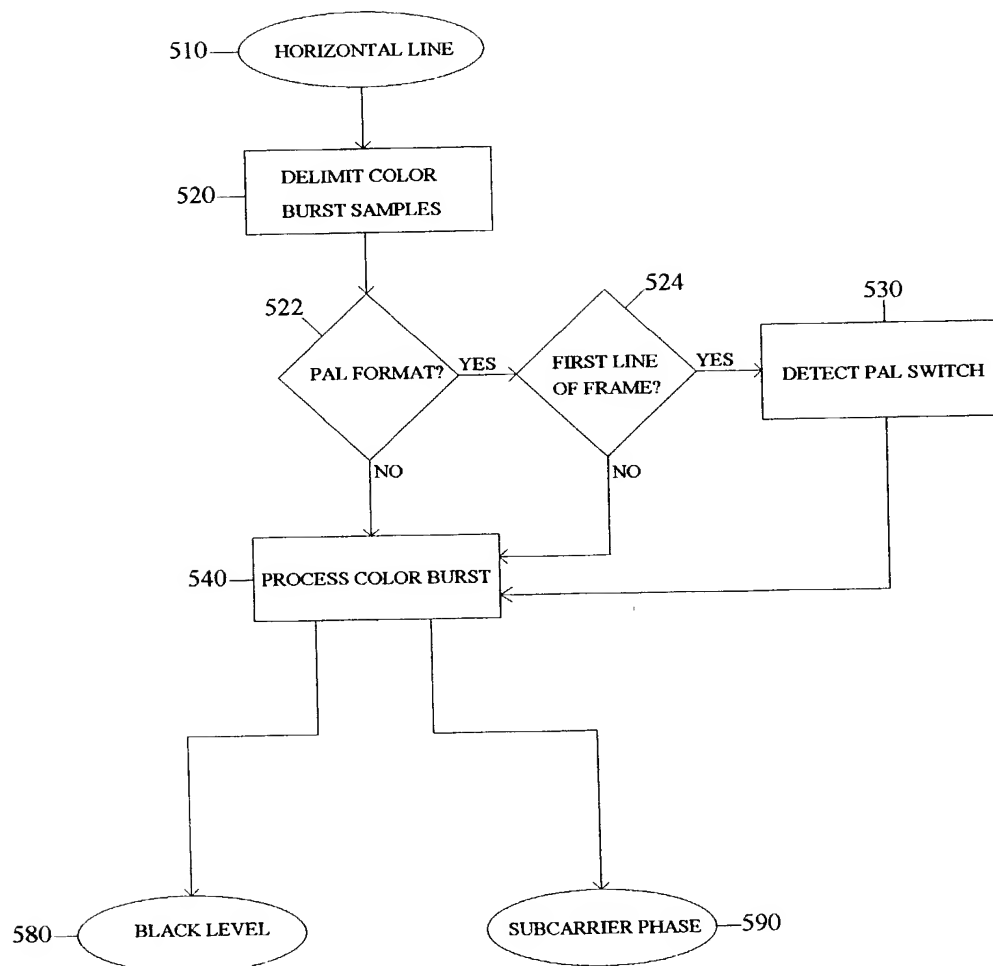 510
HORIZONTAL LINE
520
DELIMIT COLOR
BURST SAMPLES
522
PAL FORMAT?
YES
NO
524
FIRST LINE
OF FRAME?
YES
NO
530
DETECT PAL SWITCH
540
PROCESS COLOR BURST
580
BLACK LEVEL
SUBCARRIER PHASE
590